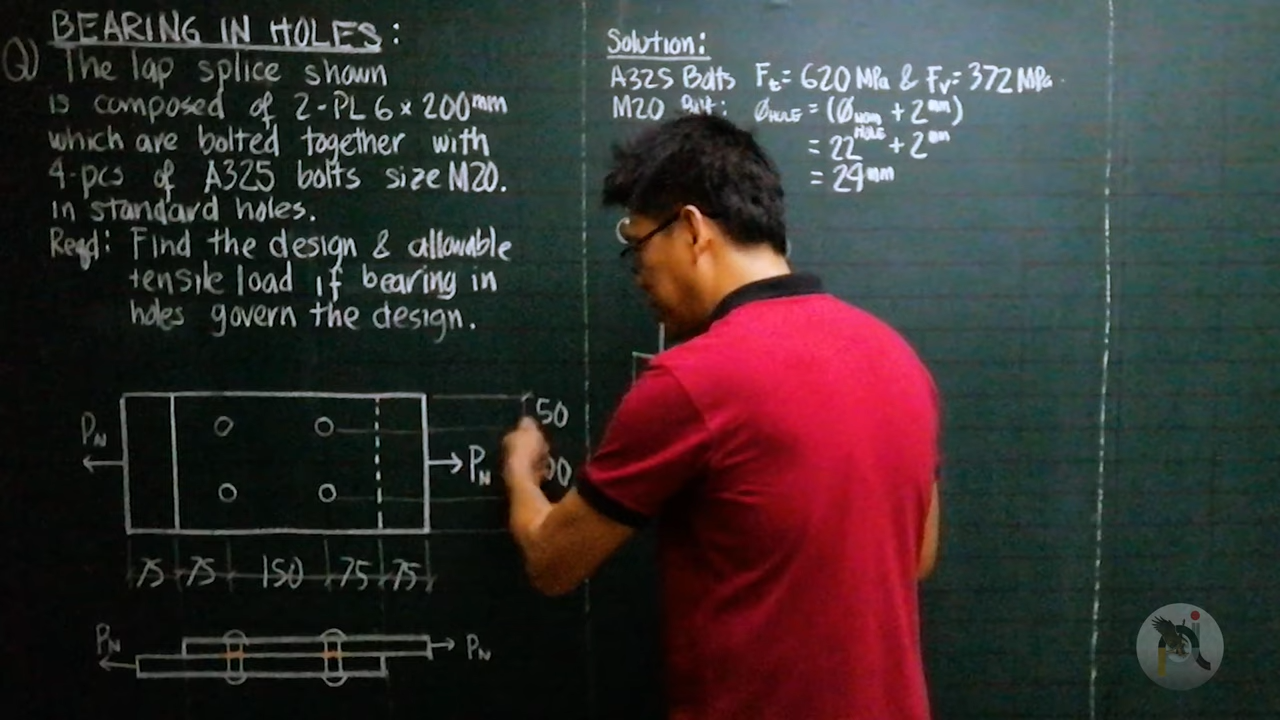 BEARING IN HOLES:
Q) The lap splice shown
is composed of 2-PL 6 x 200mm
which are bolted together with
4-pcs of A325 bolts size M20.
in standard holes.
Reqd: Find the design & allowable
tensile load if bearing in
holes govern the design.
PN
50
PN
75 75 150 75 75
PN
PN
Solution:
A325 Bolts Ft = 620 MPa & Fv = 372 MPa.
M20 Bolt: ØHOLE = (ØNOM HOLE + 2mm)
= 22 + 2mm
= 24mm